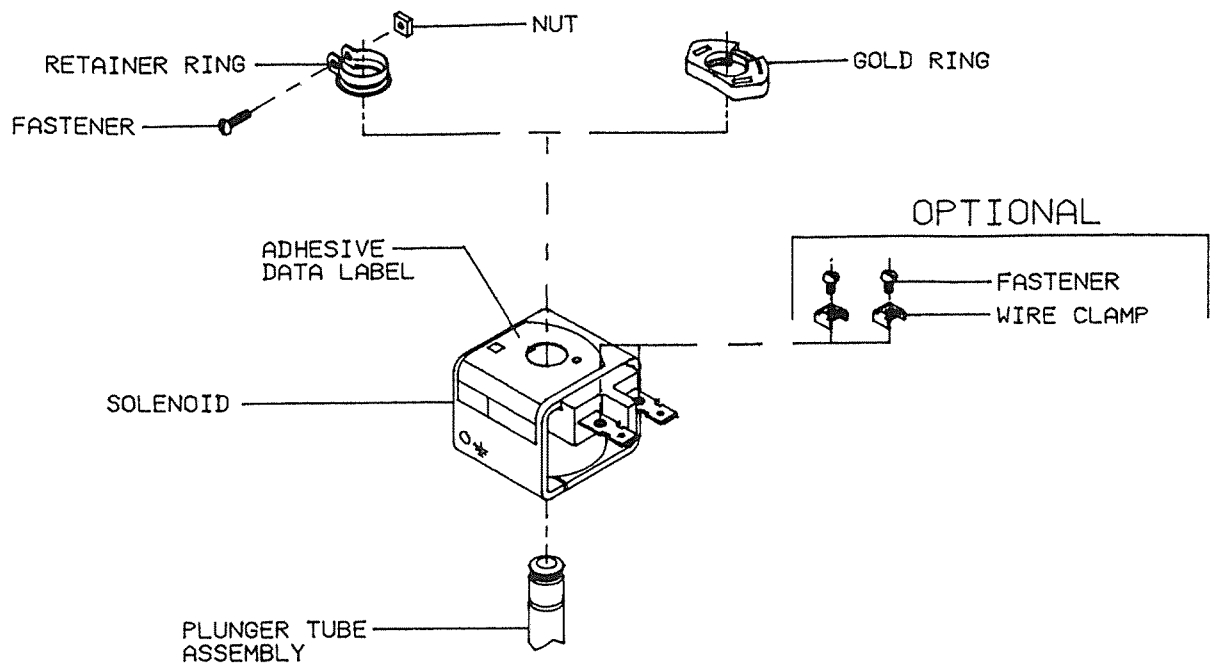 NUT
RETAINER RING
GOLD RING
FASTENER
OPTIONAL
ADHESIVE
DATA LABEL
FASTENER
WIRE CLAMP
SOLENOID
PLUNGER TUBE
ASSEMBLY